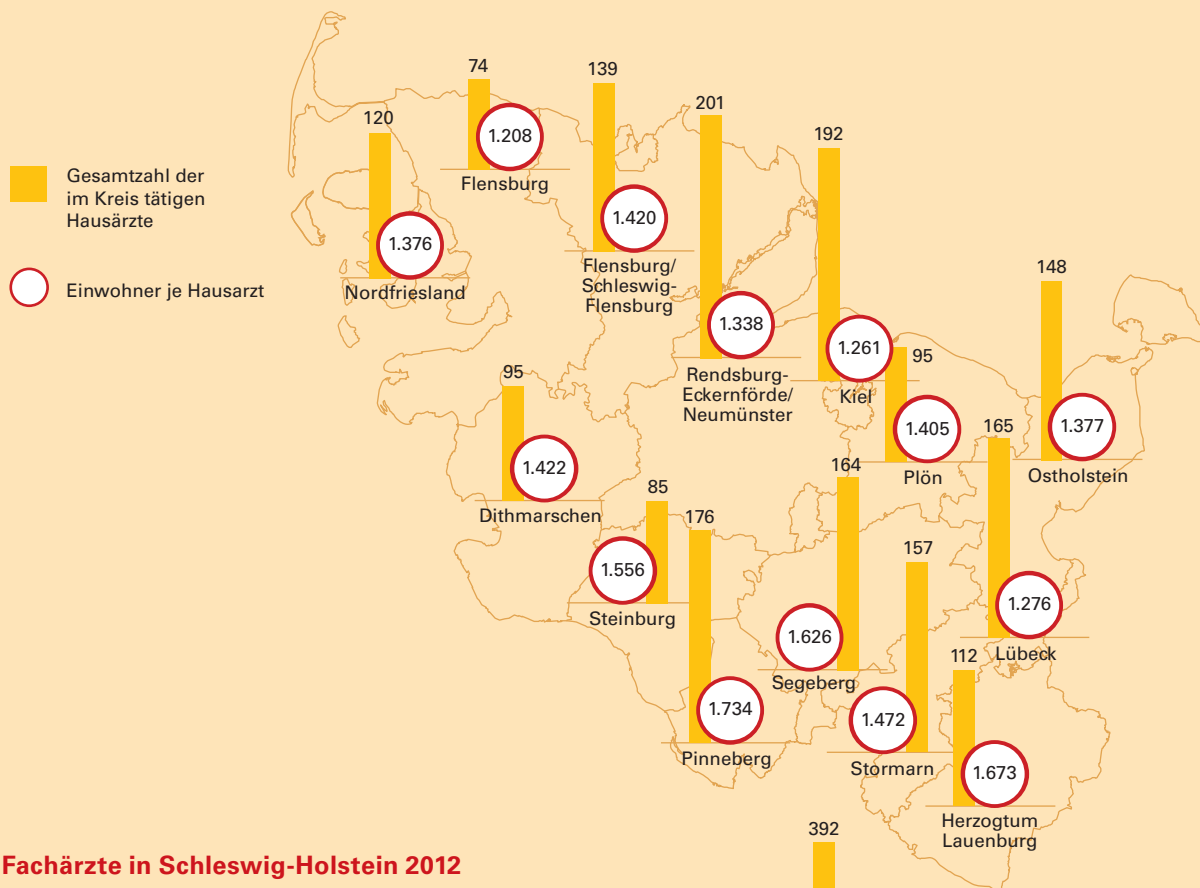 Gesamtzahl der
im Kreis tätigen
Hausärzte
Einwohner je Hausarzt
120
1.376
Nordfriesland
74
1.208
Flensburg
139
1.420
Flensburg/
Schleswig-
Flensburg
201
1.338
Rendsburg-
Eckernförde/
Neumünster
192
1.261
Kiel
95
1.405
Plön
148
1.377
Ostholstein
95
1.422
Dithmarschen
85
1.556
Steinburg
176
1.734
Pinneberg
164
1.626
Segeberg
157
1.472
Stormarn
165
1.276
Lübeck
112
1.673
Herzogtum
Lauenburg
392
Fachärzte in Schleswig-Holstein 2012